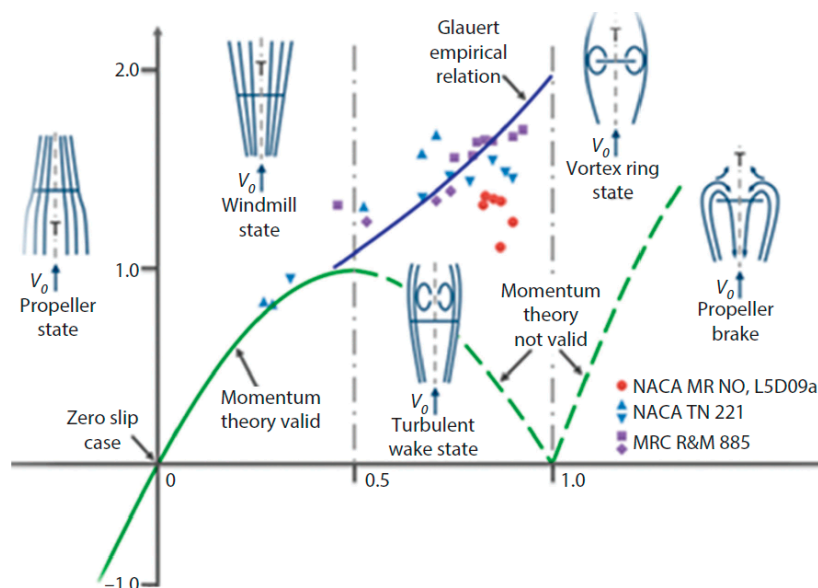 2.0
1.0
−1.0
0
0.5
1.0
Glauert
empirical
relation
T
V0
Propeller
state
T
V0
Windmill
state
T
V0
Vortex ring
state
T
V0
Propeller
brake
Momentum
theory
not valid
Momentum
theory valid
Zero slip
case
V0
Turbulent
wake state
NACA MR NO, L5D09a
NACA TN 221
MRC R&M 885